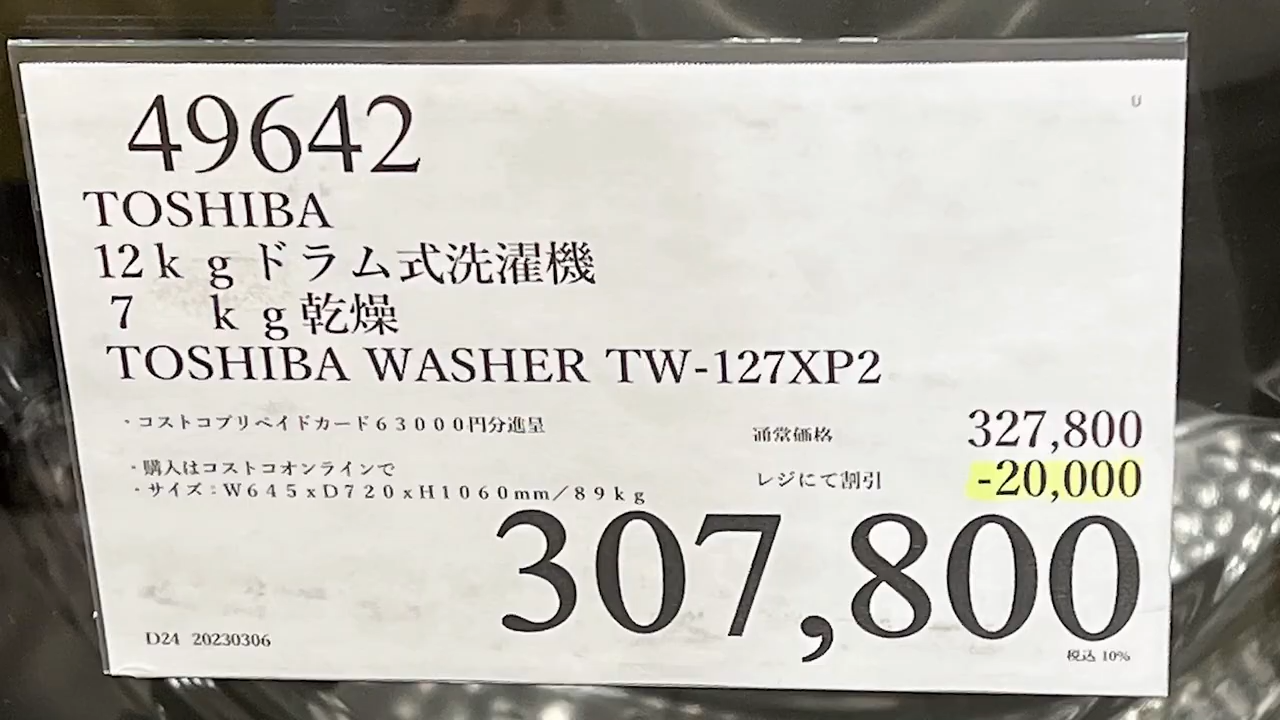 U
49642
TOSHIBA
12ｋｇドラム式洗濯機
7　ｋｇ乾燥
TOSHIBA WASHER TW-127XP2
・コストコプリペイドカード６３０００円分進呈
通常価格 327,800
・購入はコストコオンラインで
レジにて割引 -20,000
・サイズ：Ｗ６４５ｘＤ７２０ｘＨ１０６０mm／８９ｋｇ
307,800
D24 20230306
税込 10%